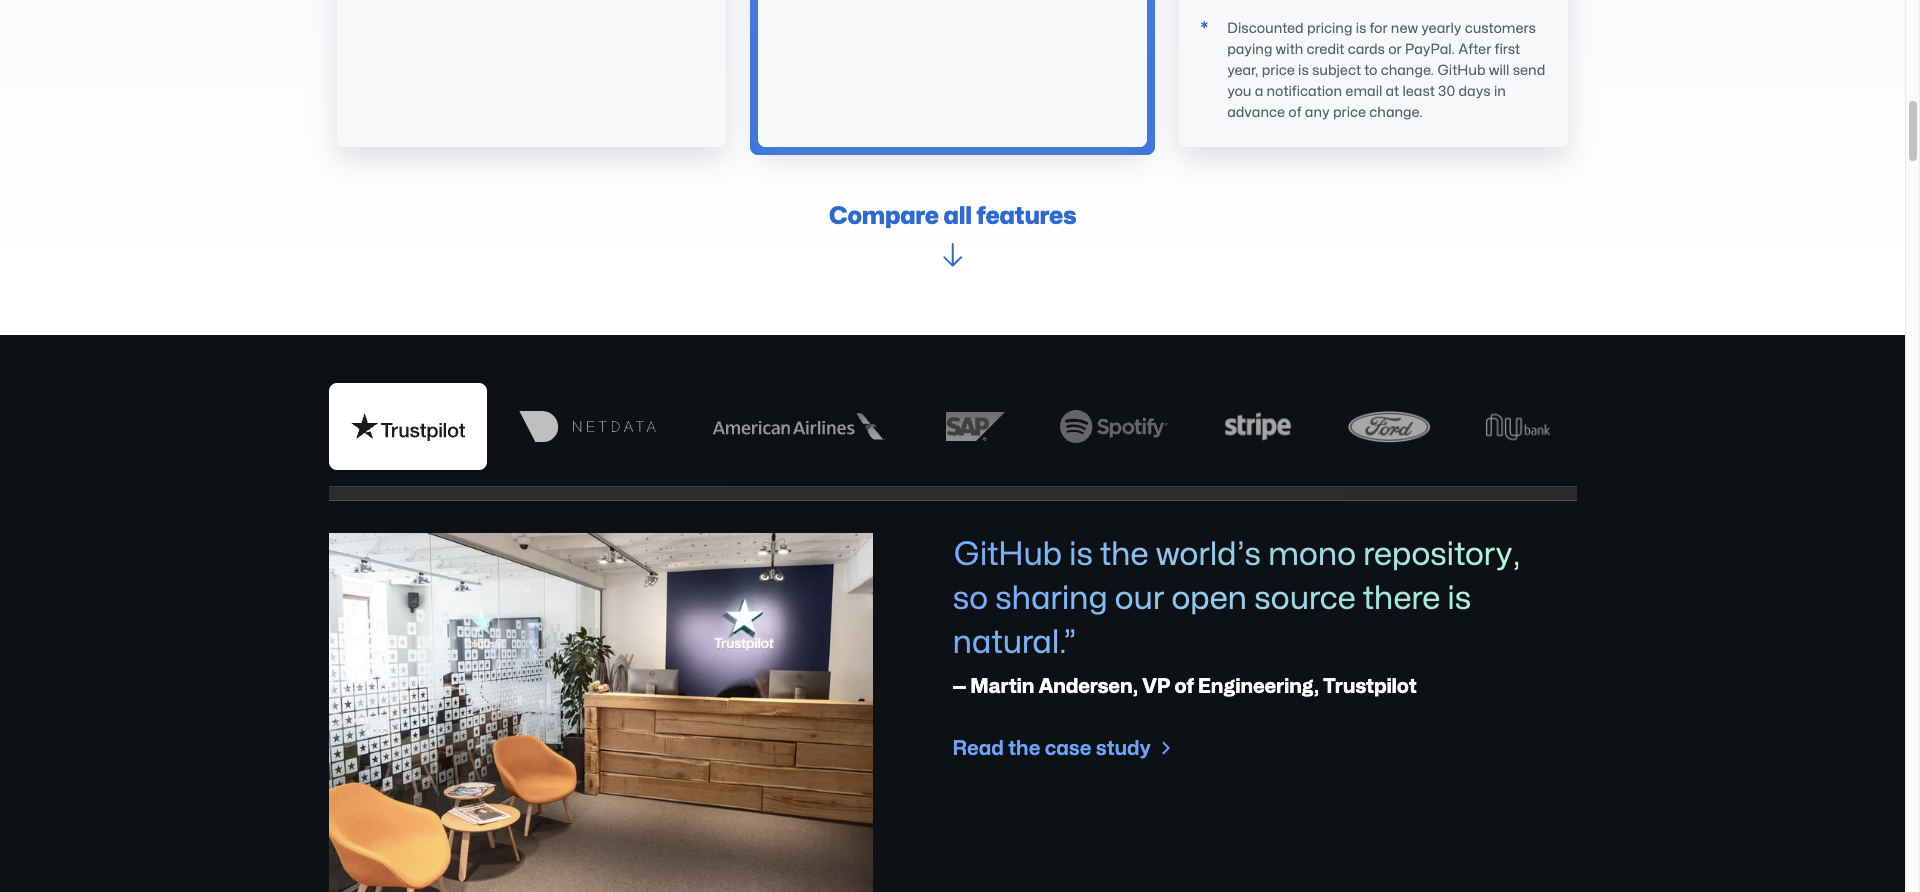 * Discounted pricing is for new yearly customers
paying with credit cards or PayPal. After first
year, price is subject to change. GitHub will send
you a notification email at least 30 days in
advance of any price change.
Compare all features
Trustpilot
NETDATA
American Airlines
SAP
Spotify
stripe
Ford
nu bank
Trustpilot
GitHub is the world’s mono repository,
so sharing our open source there is
natural.”
— Martin Andersen, VP of Engineering, Trustpilot
Read the case study